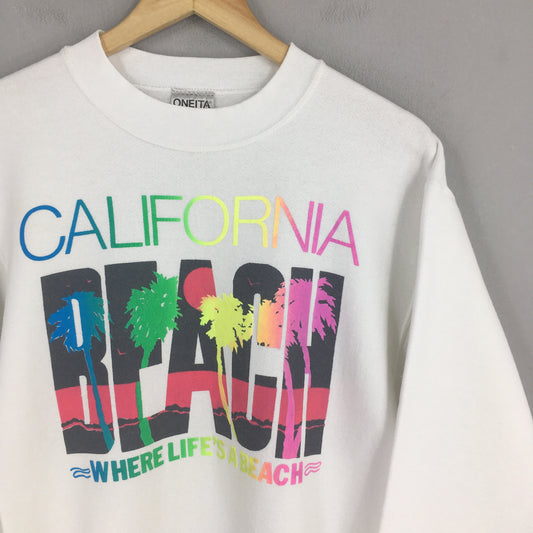 ONEITA
CALIFORNIA
BEACH
WHERE LIFE'S A BEACH